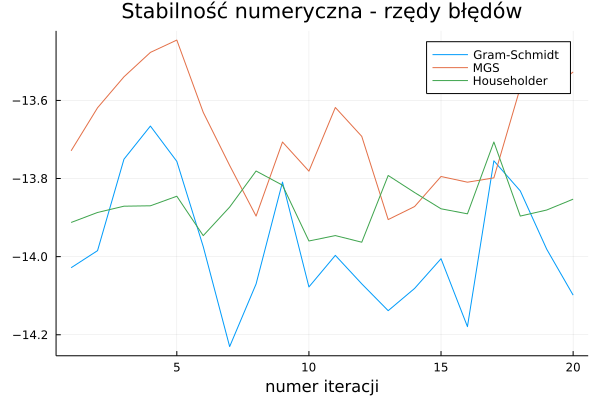 Stabilność numeryczna - rzędy błędów
Gram-Schmidt
MGS
Householder
−13.6
−13.8
−14.0
−14.2
5
10
15
20
numer iteracji